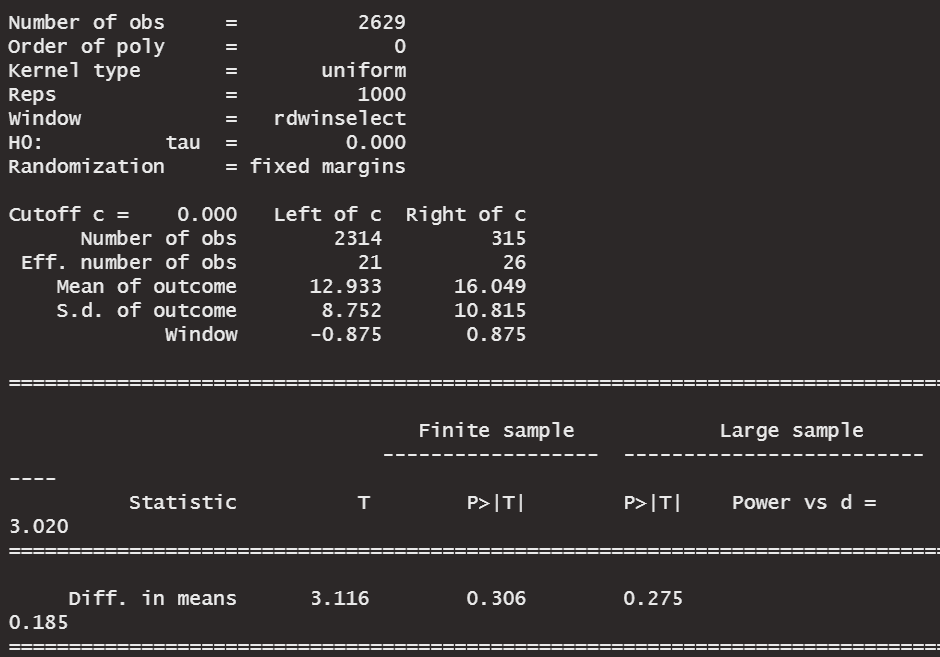 Number of obs     =          2629
Order of poly     =             0
Kernel type       =       uniform
Reps              =          1000
Window            =   rdwinselect
H0:          tau  =         0.000
Randomization     = fixed margins
Cutoff c =    0.000   Left of c  Right of c
      Number of obs        2314         315
 Eff. number of obs          21          26
    Mean of outcome      12.933      16.049
    S.d. of outcome       8.752      10.815
             Window      -0.875       0.875
==============================================================================
                                  Finite sample            Large sample
                               ------------------  -------------------------
----
          Statistic          T        P>|T|        P>|T|    Power vs d =
3.020
==============================================================================
     Diff. in means      3.116        0.306        0.275
0.185
==============================================================================